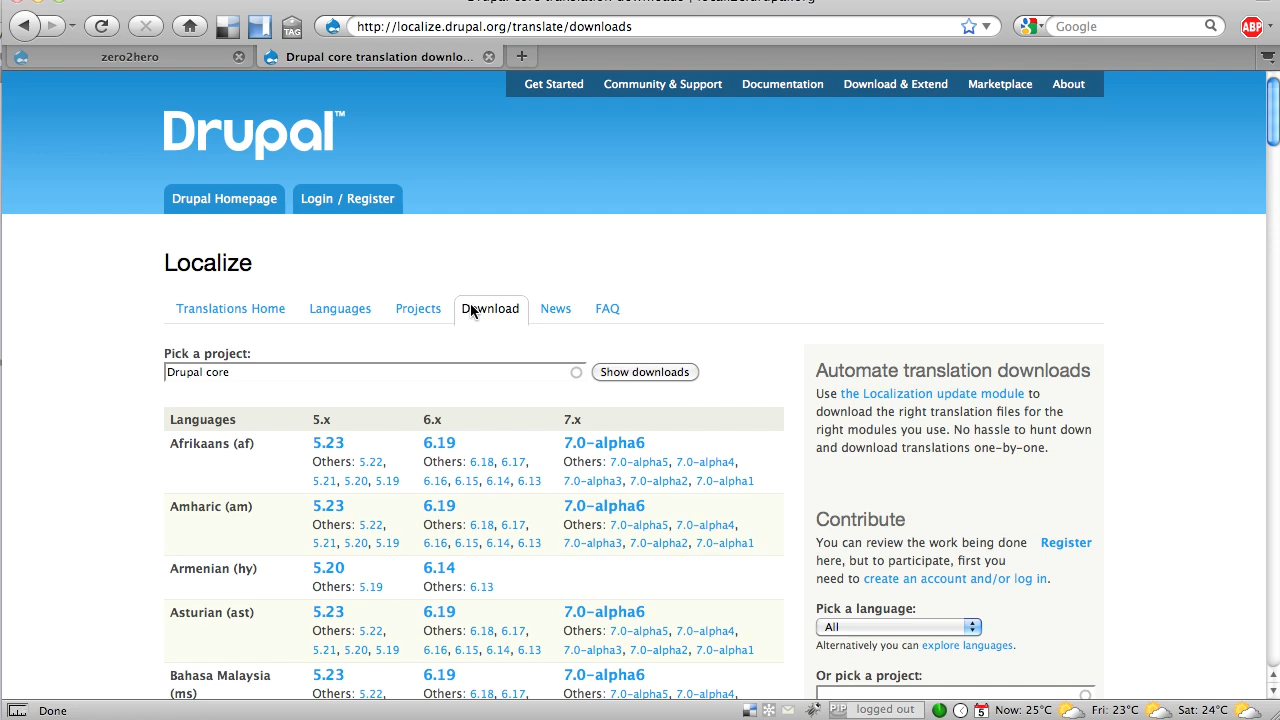 http://localize.drupal.org/translate/downloads
Google
ABP
TAG
zero2hero
Drupal core translation downlo...
Get Started
Community & Support
Documentation
Download & Extend
Marketplace
About
Drupal™
Drupal Homepage
Login / Register
Localize
Translations Home
Languages
Projects
Download
News
FAQ
Pick a project:
Drupal core
Show downloads
Languages 5.x 6.x 7.x
Afrikaans (af) 5.23 6.19 7.0-alpha6
Others: 5.22, Others: 6.18, 6.17, Others: 7.0-alpha5, 7.0-alpha4,
5.21, 5.20, 5.19 6.16, 6.15, 6.14, 6.13 7.0-alpha3, 7.0-alpha2, 7.0-alpha1
Amharic (am) 5.23 6.19 7.0-alpha6
Others: 5.22, Others: 6.18, 6.17, Others: 7.0-alpha5, 7.0-alpha4,
5.21, 5.20, 5.19 6.16, 6.15, 6.14, 6.13 7.0-alpha3, 7.0-alpha2, 7.0-alpha1
Armenian (hy) 5.20 6.14
Others: 5.19 Others: 6.13
Asturian (ast) 5.23 6.19 7.0-alpha6
Others: 5.22, Others: 6.18, 6.17, Others: 7.0-alpha5, 7.0-alpha4,
5.21, 5.20, 5.19 6.16, 6.15, 6.14, 6.13 7.0-alpha3, 7.0-alpha2, 7.0-alpha1
Bahasa Malaysia 5.23 6.19 7.0-alpha6
(ms) Others: 5.22, Others: 6.18, 6.17, Others: 7.0-alpha5, 7.0-alpha4,
Automate translation downloads
Use the Localization update module to
download the right translation files for the
right modules you use. No hassle to hunt down
and download translations one-by-one.
Contribute
You can review the work being done
here, but to participate, first you
need to create an account and/or log in.
Register
Pick a language:
All
Alternatively you can explore languages.
Or pick a project:
Done
PIP
logged out
5
Now: 25°C
Fri: 23°C
Sat: 24°C